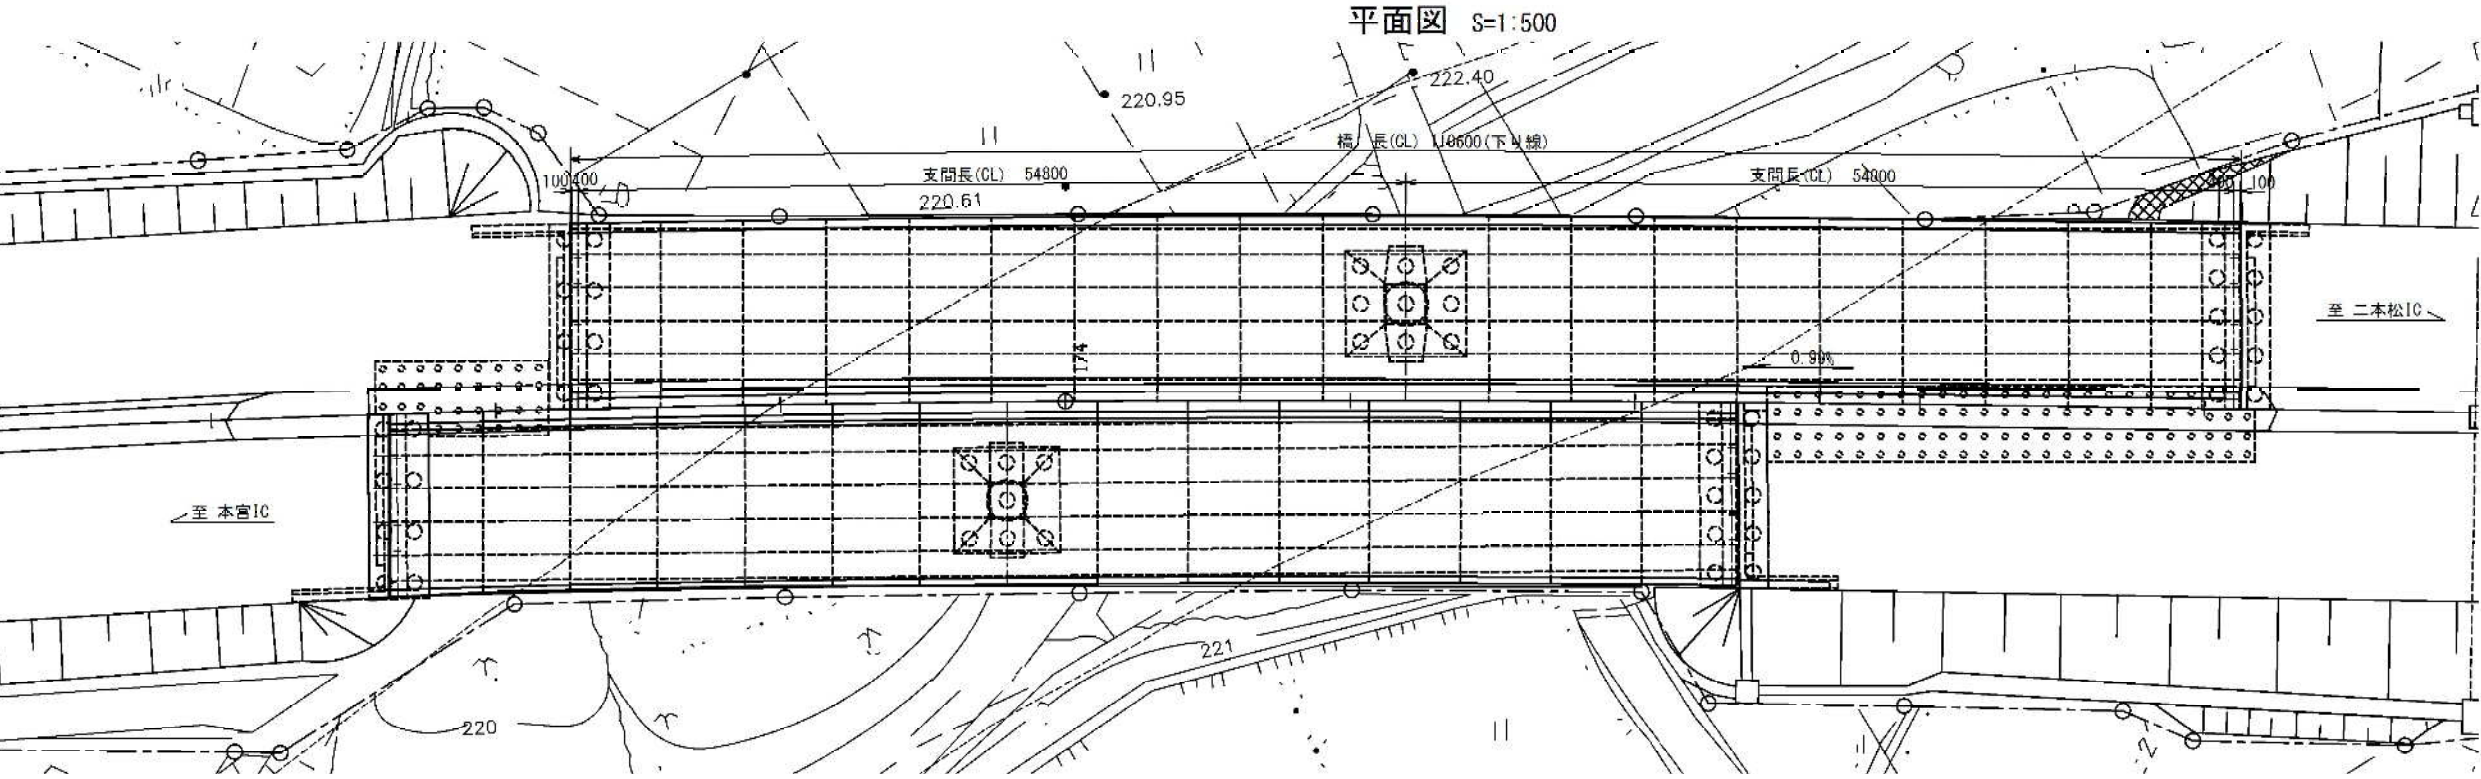 平面図 S=1:500
222.40
220.95
橋 長(CL) 110600(下り線)
支間長(CL) 54800
支間長(CL) 54800
100 400
100
220.61
至 二本松IC
174
0.90%
至 本宮IC
221
220